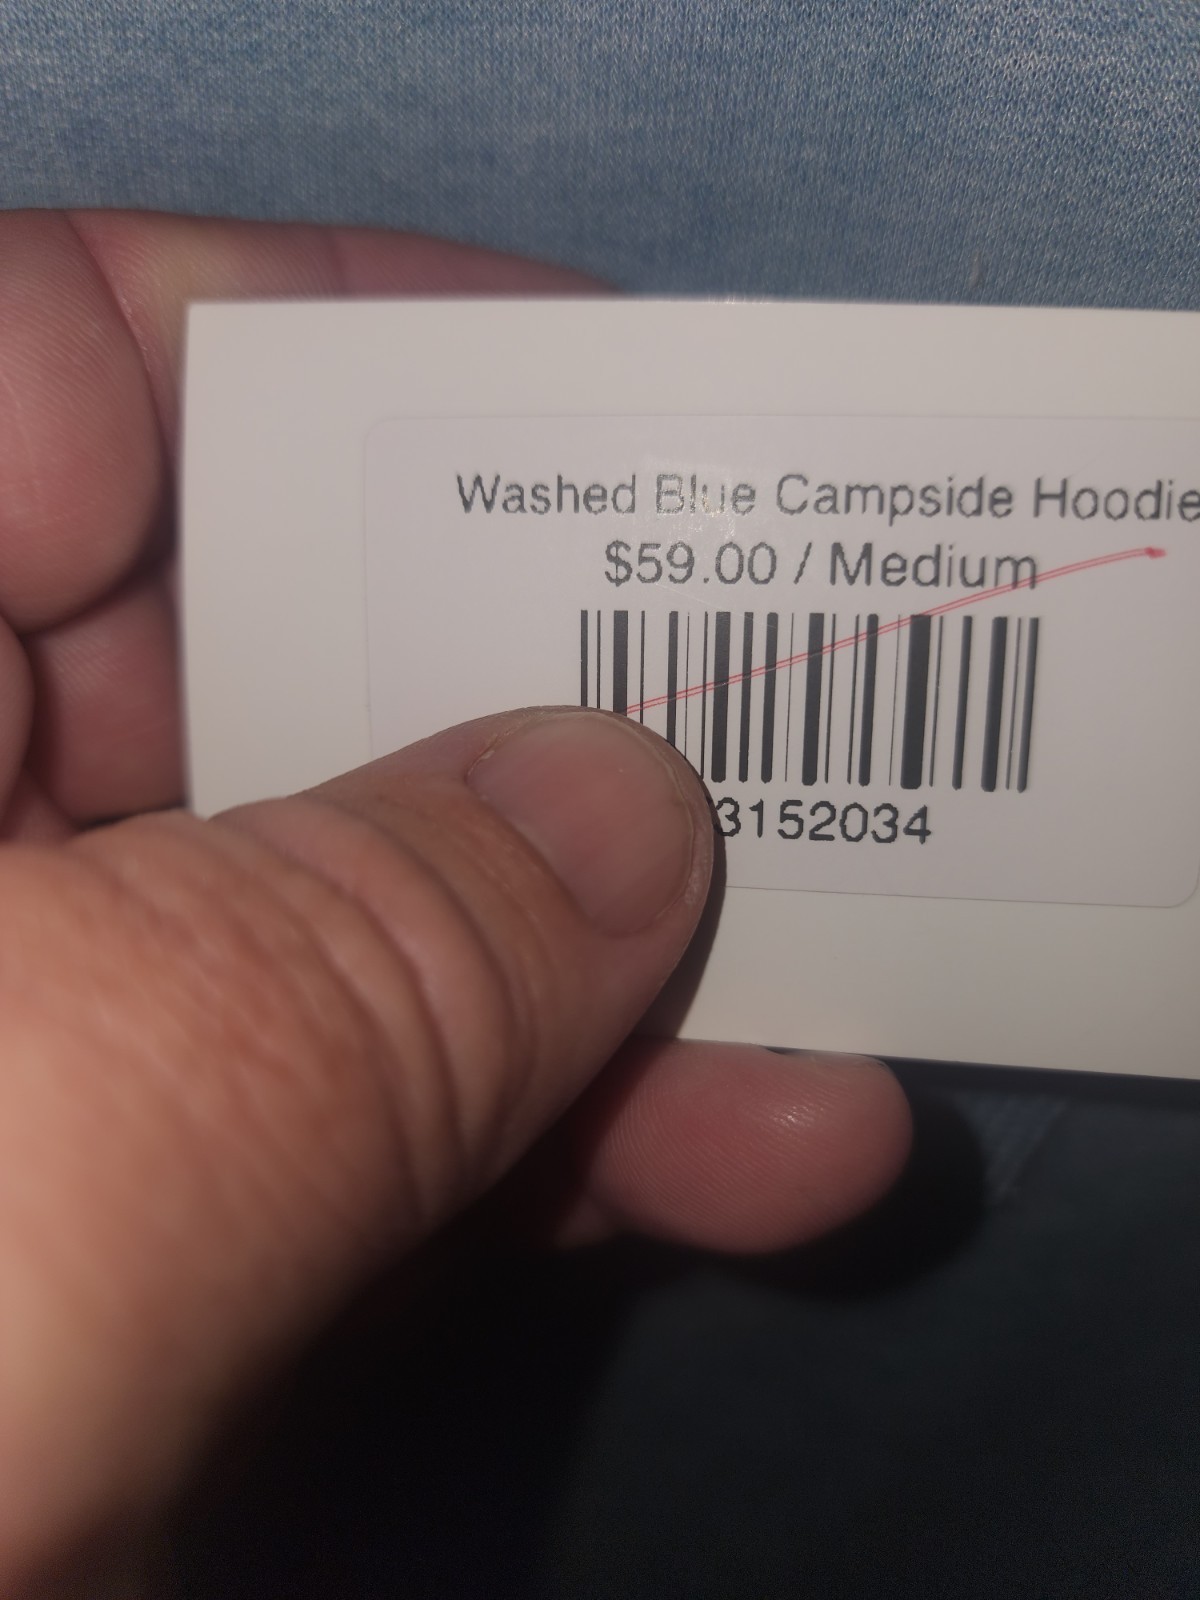 Washed Blue Campside Hoodie
$59.00 / Medium
3152034